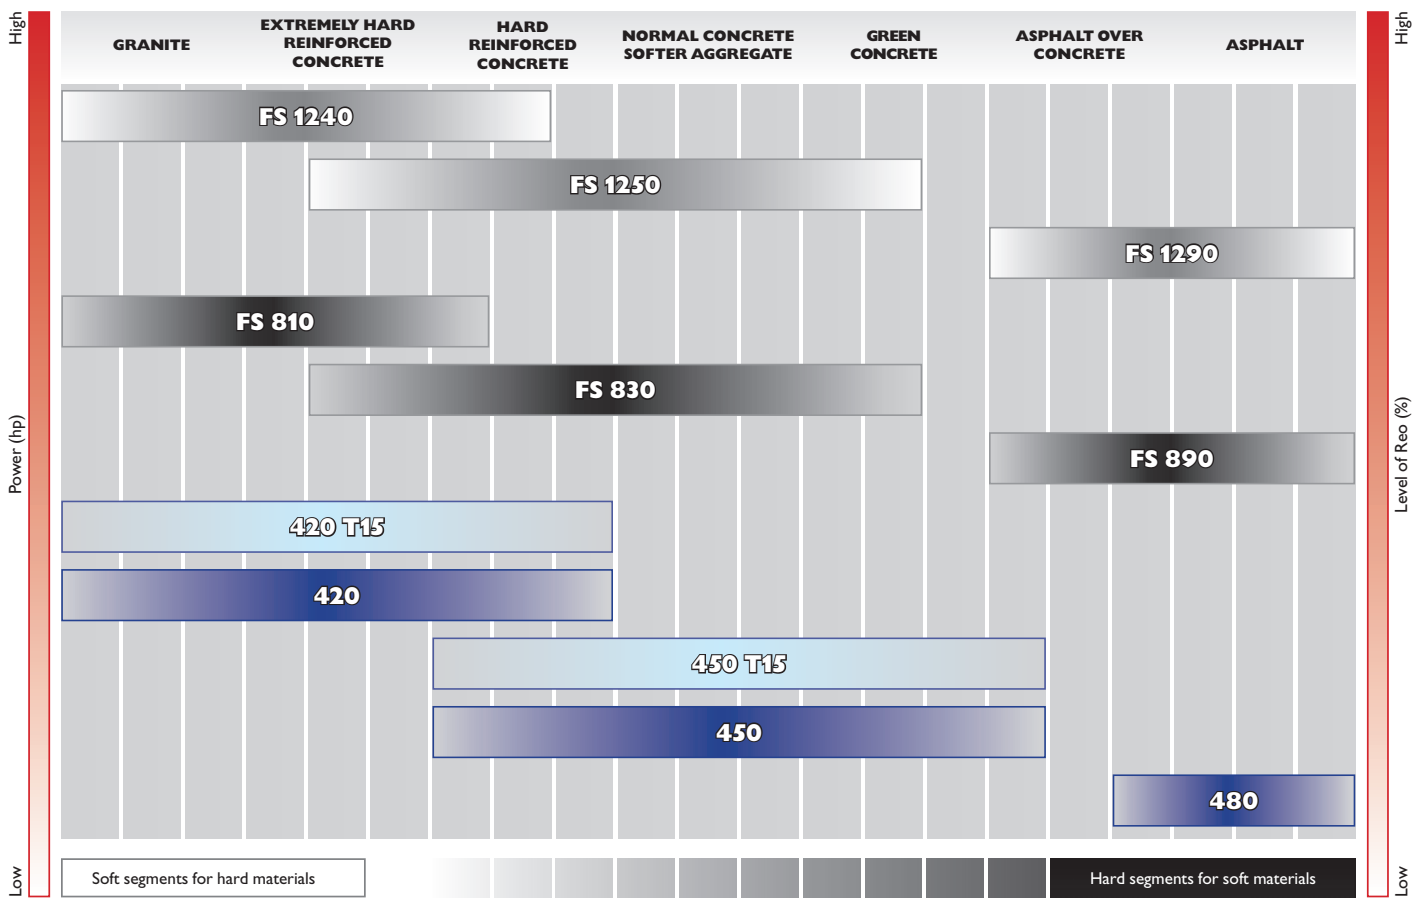 High
High
GRANITE
EXTREMELY HARD
REINFORCED
CONCRETE
HARD
REINFORCED
CONCRETE
NORMAL CONCRETE
SOFTER AGGREGATE
GREEN
CONCRETE
ASPHALT OVER
CONCRETE
ASPHALT
FS 1240
FS 1250
FS 1290
FS 810
FS 830
Power (hp)
Level of Reo (%)
FS 890
420 T15
420
450 T15
450
480
Low
Soft segments for hard materials
Hard segments for soft materials
Low